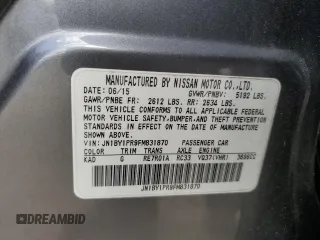 MANUFACTURED BY NISSAN MOTOR CO.,LTD.
DATE: 06/15 GVWR/PNBV: 5192 LBS.
GAWR/PNBE FR: 2612 LBS. RR: 2634 LBS.
THIS VEHICLE CONFORMS TO ALL APPLICABLE
FEDERAL MOTOR VEHICLE SAFETY,
BUMPER, AND THEFT PREVENTION
STANDARDS IN EFFECT ON THE DATE OF
MANUFACTURE SHOWN ABOVE.
VIN:JN1BY1PR9FM831870 PASSENGER CAR
COLOR TRIM TRANS AXLE ENGINE
KAD G RE7R01A RC33 VQ37(VHR) 3696CC
JN1BY1PR9FM831870